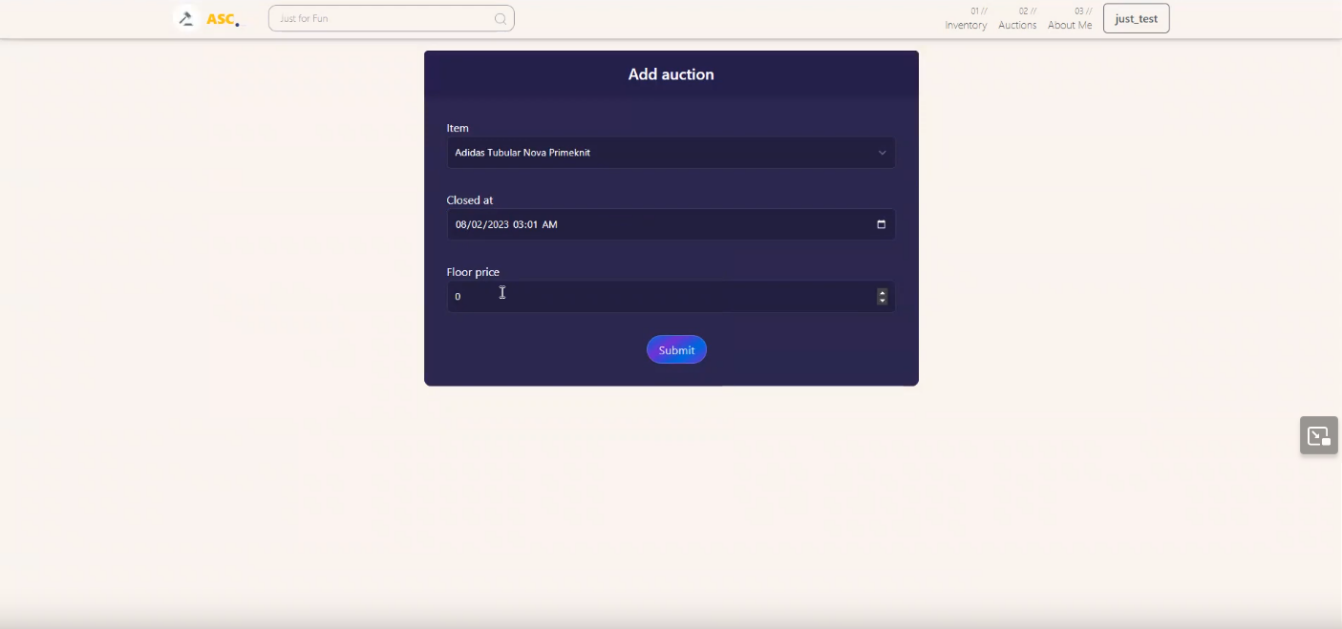 ASC.
Just for Fun
01 //
Inventory
02 //
Auctions
03 //
About Me
just_test
Add auction
Item
Adidas Tubular Nova Primeknit
Closed at
08/02/2023 03:01 AM
Floor price
0
Submit